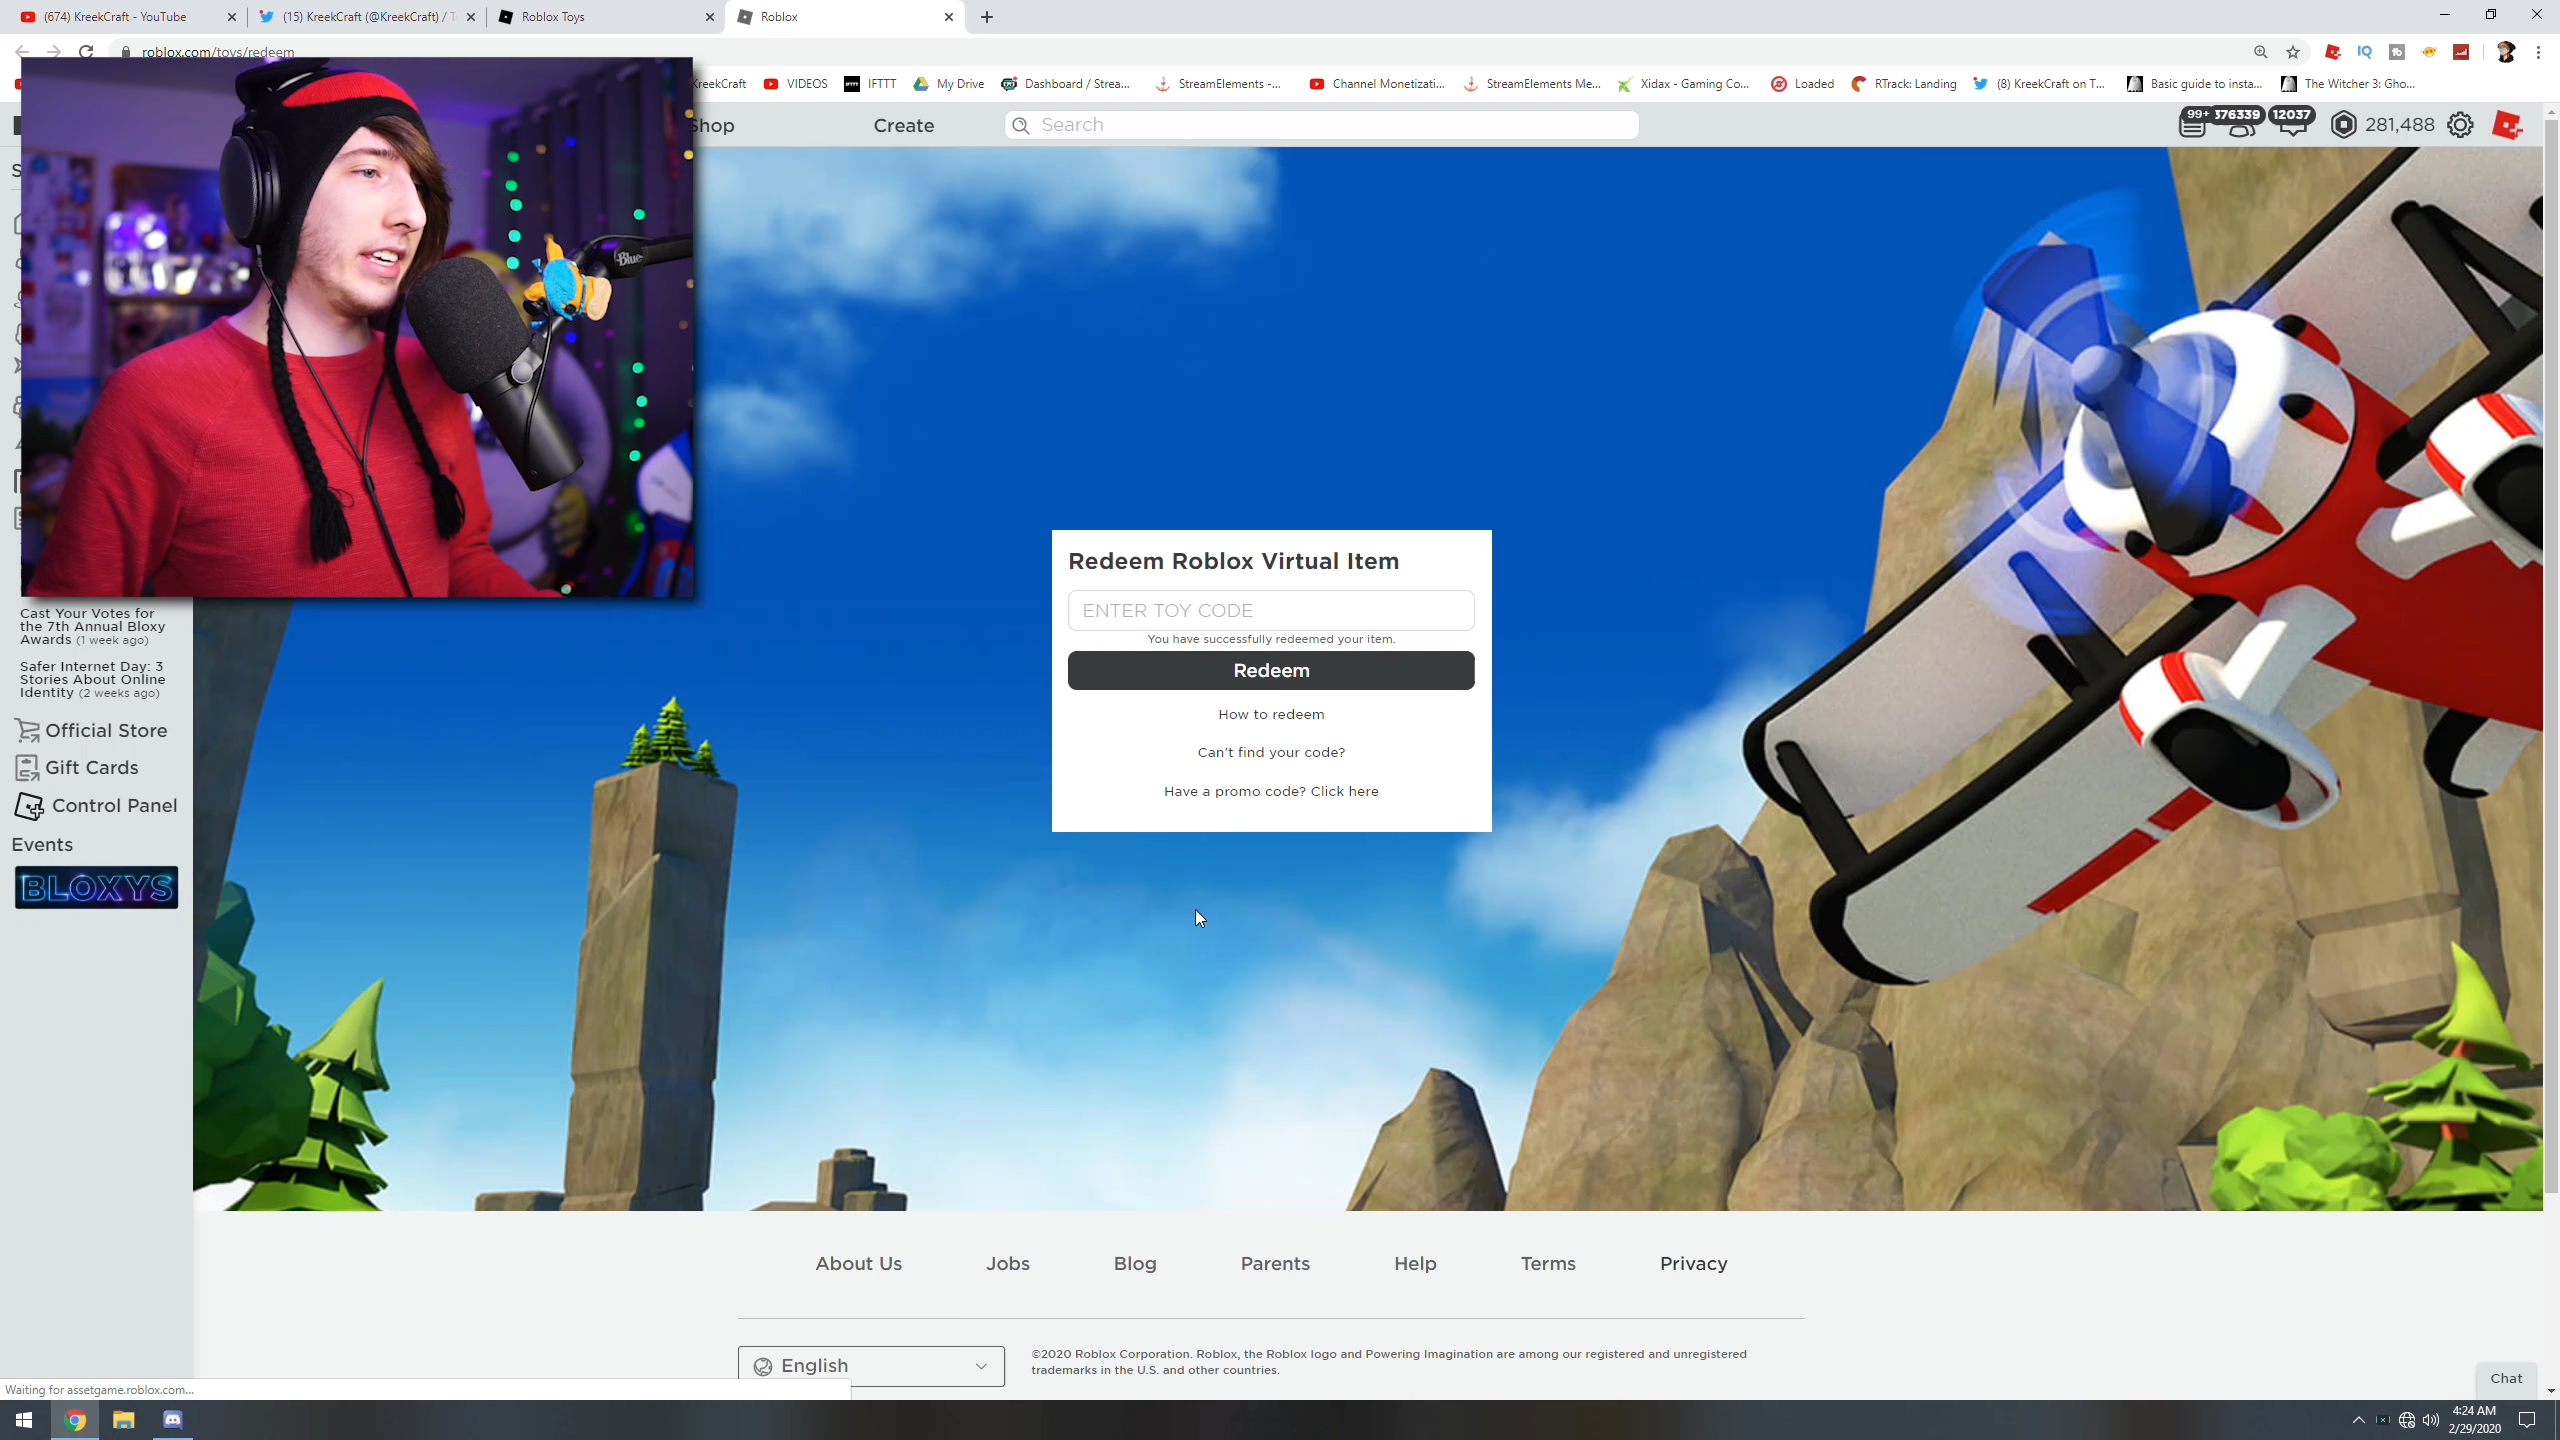 (674) KreekCraft - YouTube
(15) KreekCraft (@KreekCraft) / T
Roblox Toys
Roblox
roblox.com/toys/redeem
KreekCraft
VIDEOS
IFTTT
My Drive
Dashboard / Strea...
StreamElements -...
Channel Monetizati...
StreamElements Me...
Xidax - Gaming Co...
Loaded
RTrack: Landing
(8) KreekCraft on T...
Basic guide to insta...
The Witcher 3: Gho...
Shop
Create
Search
99+
376339
12037
281,488
Blue
Redeem Roblox Virtual Item
ENTER TOY CODE
You have successfully redeemed your item.
Redeem
How to redeem
Can't find your code?
Have a promo code? Click here
Cast Your Votes for
the 7th Annual Bloxy
Awards (1 week ago)
Safer Internet Day: 3
Stories About Online
Identity (2 weeks ago)
Official Store
Gift Cards
Control Panel
Events
BLOXYS
About Us
Jobs
Blog
Parents
Help
Terms
Privacy
English
©2020 Roblox Corporation. Roblox, the Roblox logo and Powering Imagination are among our registered and unregistered
trademarks in the U.S. and other countries.
Chat
Waiting for assetgame.roblox.com...
4:24 AM
2/29/2020